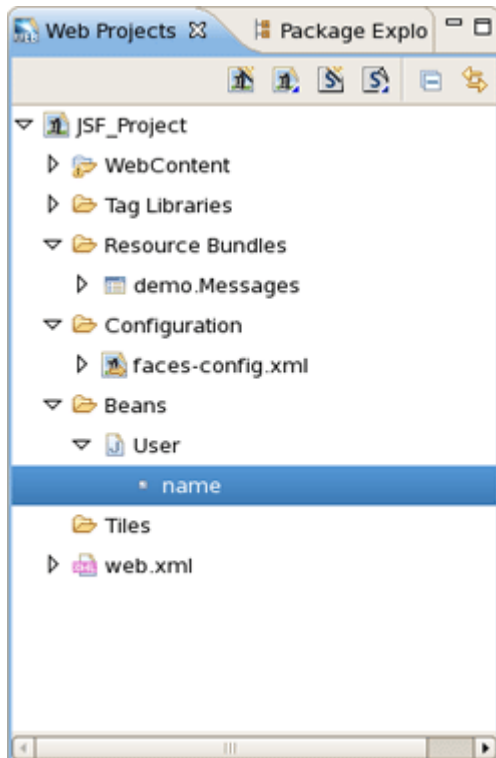 Web Projects Package Explo
JSF_Project
WebContent
Tag Libraries
Resource Bundles
demo.Messages
Configuration
faces-config.xml
Beans
User
name
Tiles
web.xml